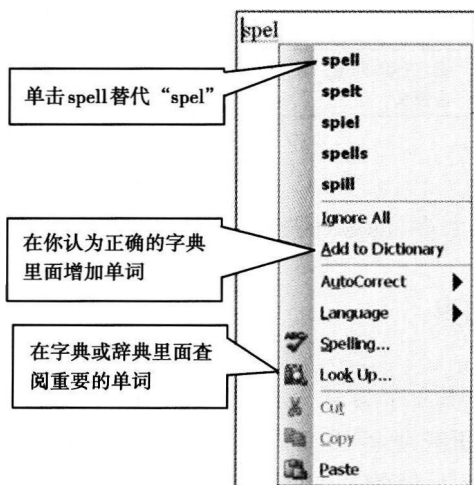 spel
spell
单击spell替代“spel”
spelt
spiel
spells
spill
Ignore All
在你认为正确的字典
里面增加单词
Add to Dictionary
AutoCorrect
Language
在字典或辞典里面查
阅重要的单词
Spelling...
Look Up...
Cut
Copy
Paste